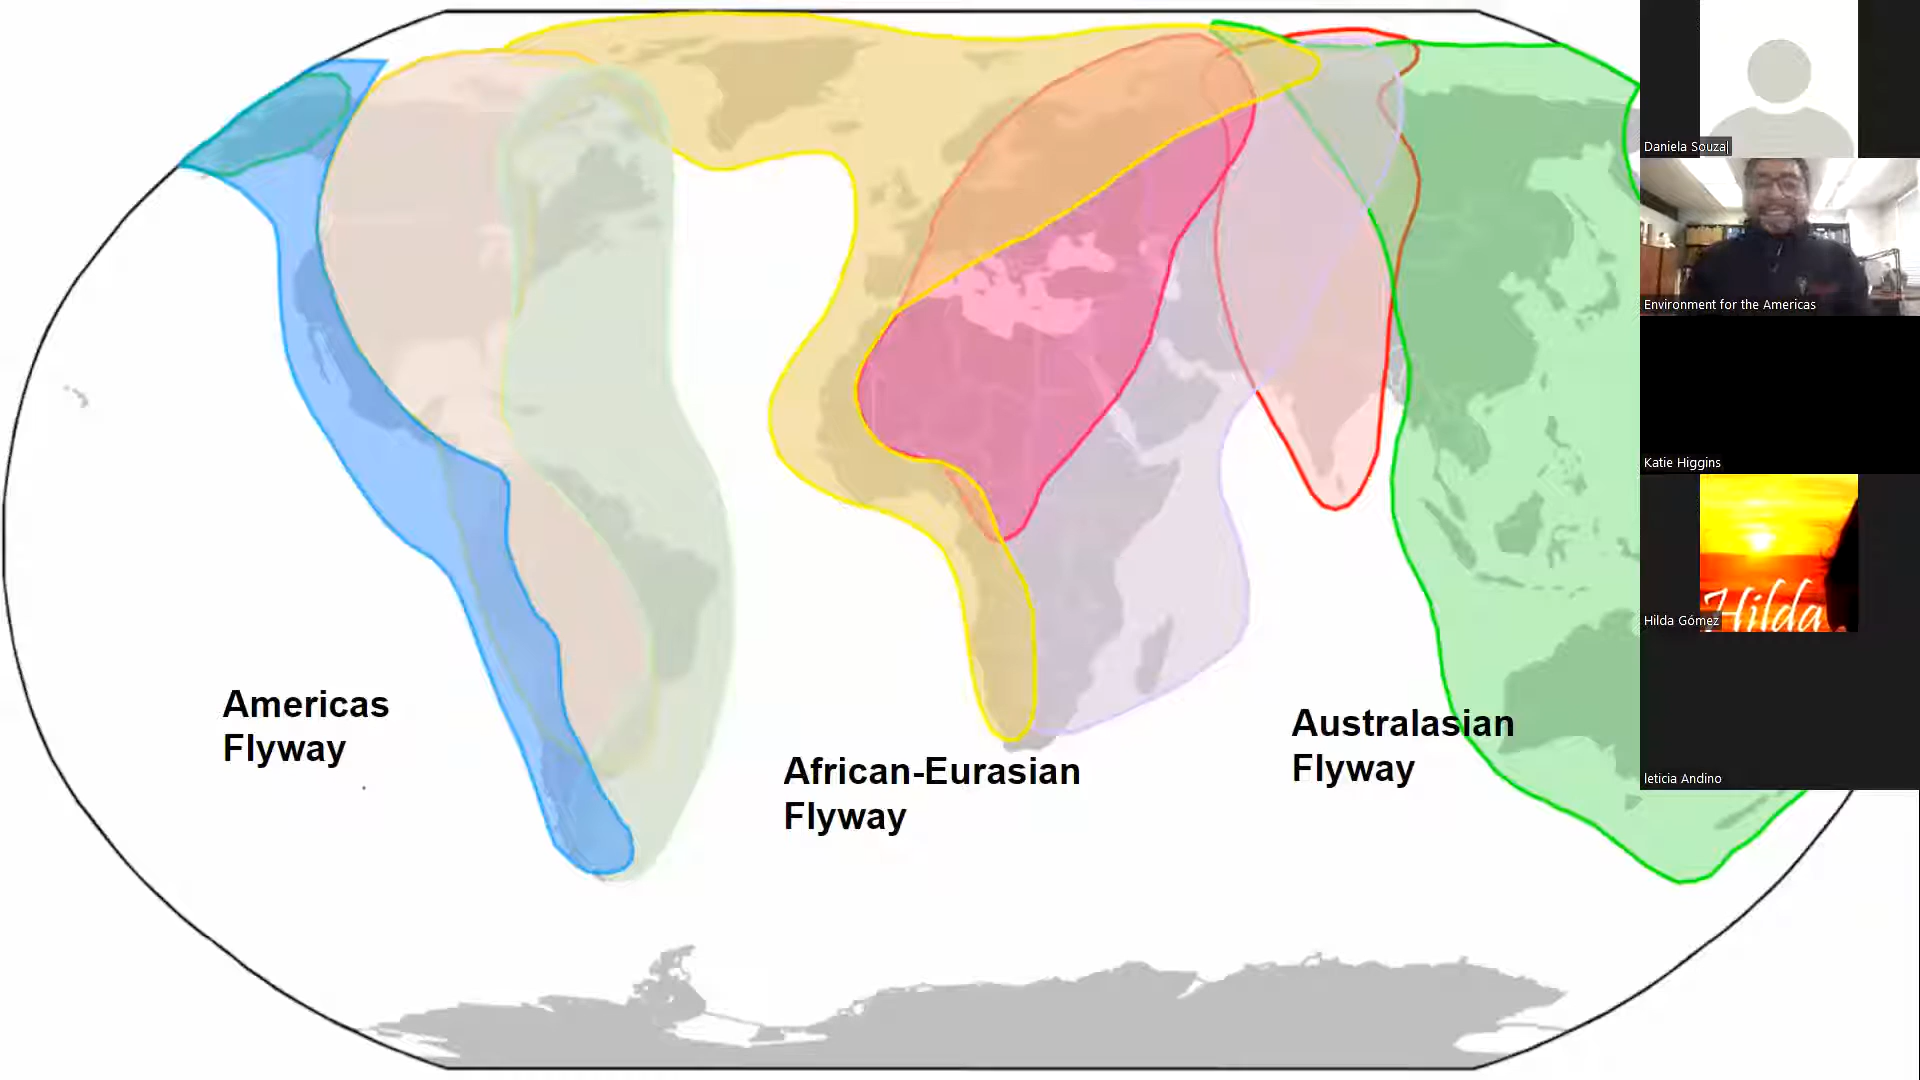 Americas
Flyway
African-Eurasian
Flyway
Australasian
Flyway
Daniela Souza
Environment for the Americas
Katie Higgins
Hilda
Hilda Gómez
leticia Andino